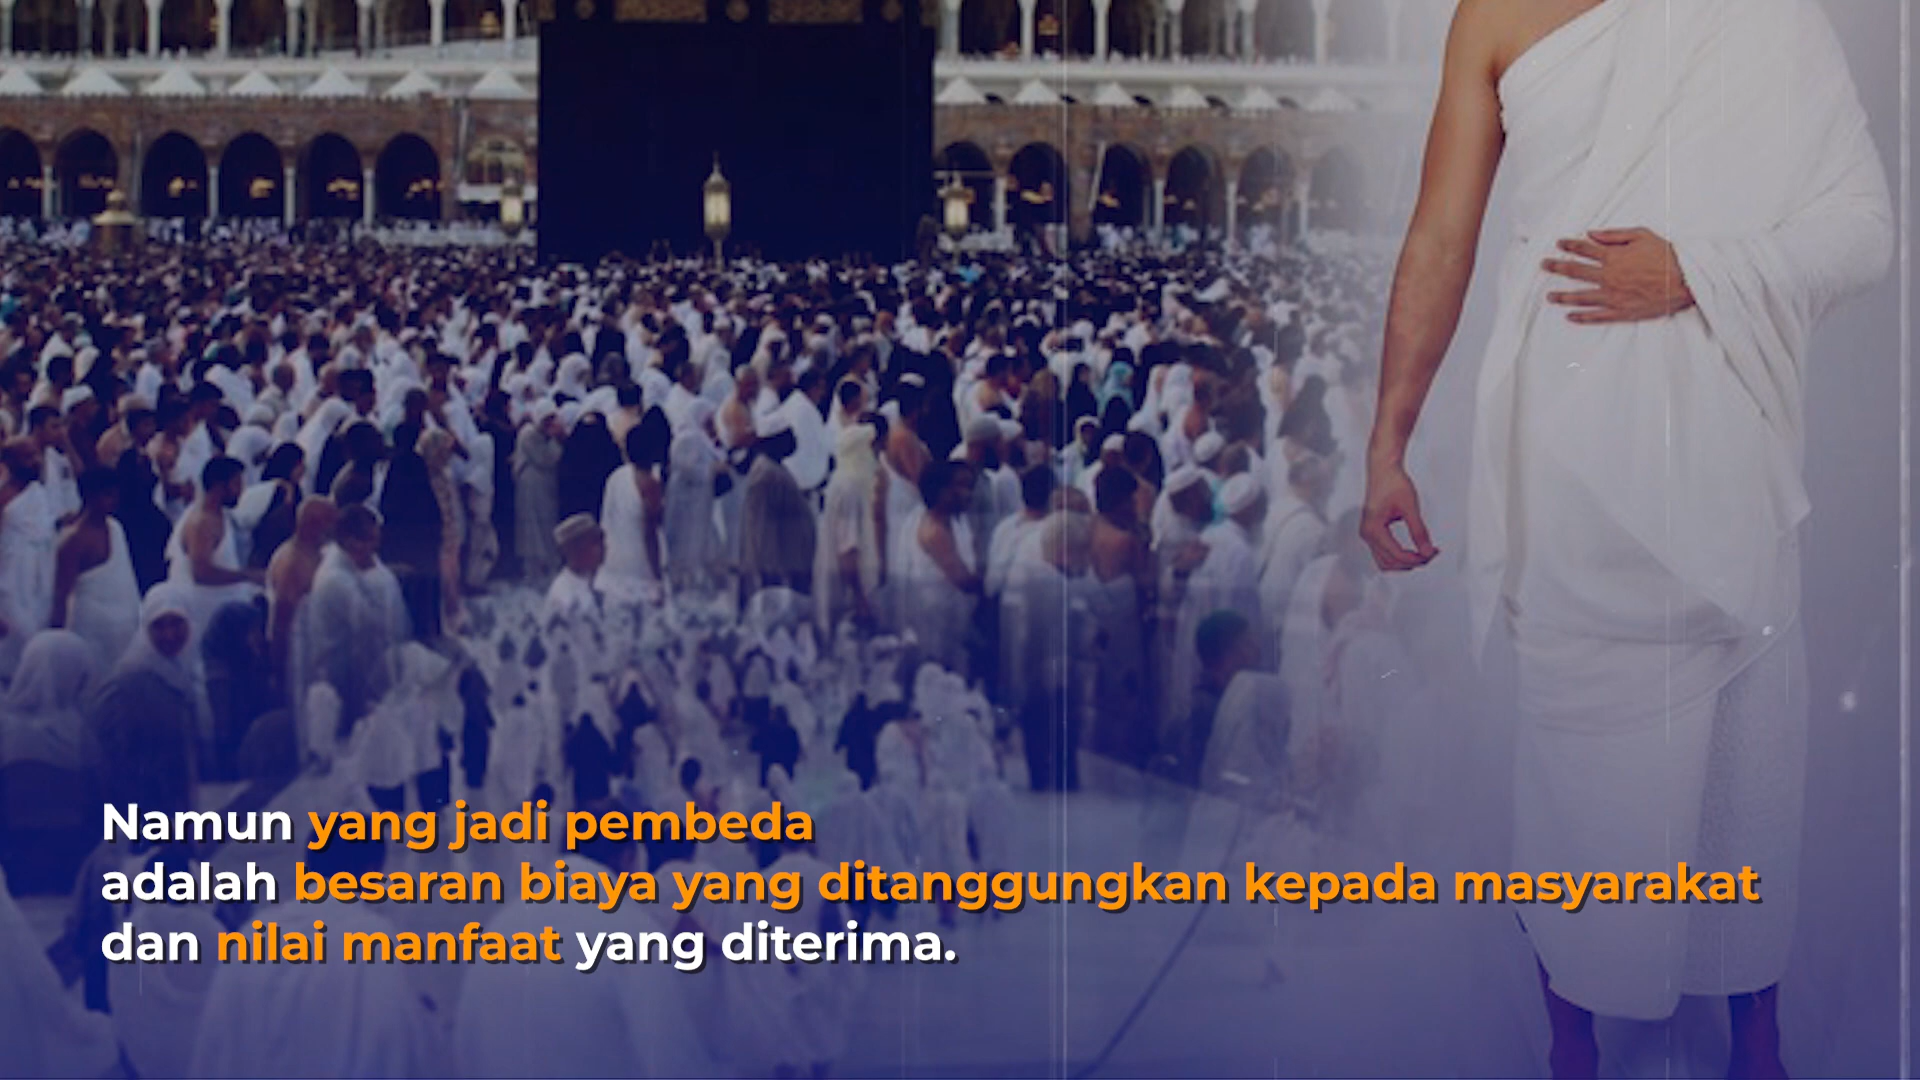 Namun yang jadi pembeda
adalah besaran biaya yang ditanggungkan kepada masyarakat
dan nilai manfaat yang diterima.